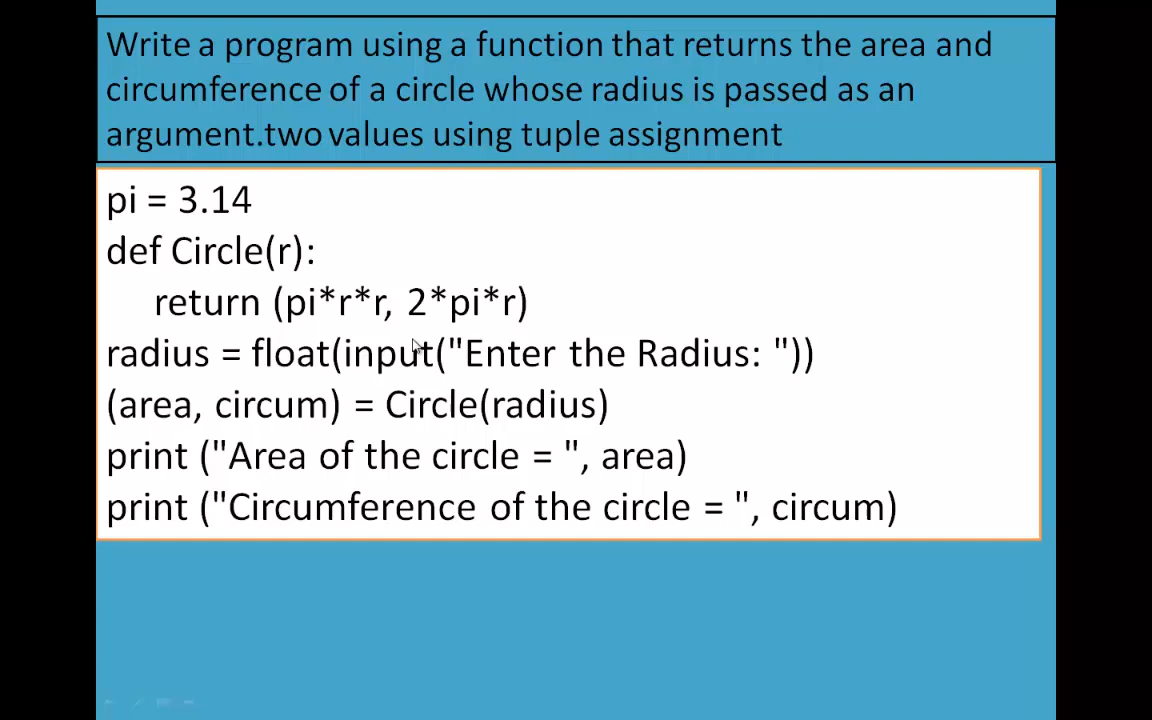 Write a program using a function that returns the area and
circumference of a circle whose radius is passed as an
argument.two values using tuple assignment
pi = 3.14
def Circle(r):
return (pi*r*r, 2*pi*r)
radius = float(input("Enter the Radius: "))
(area, circum) = Circle(radius)
print ("Area of the circle = ", area)
print ("Circumference of the circle = ", circum)